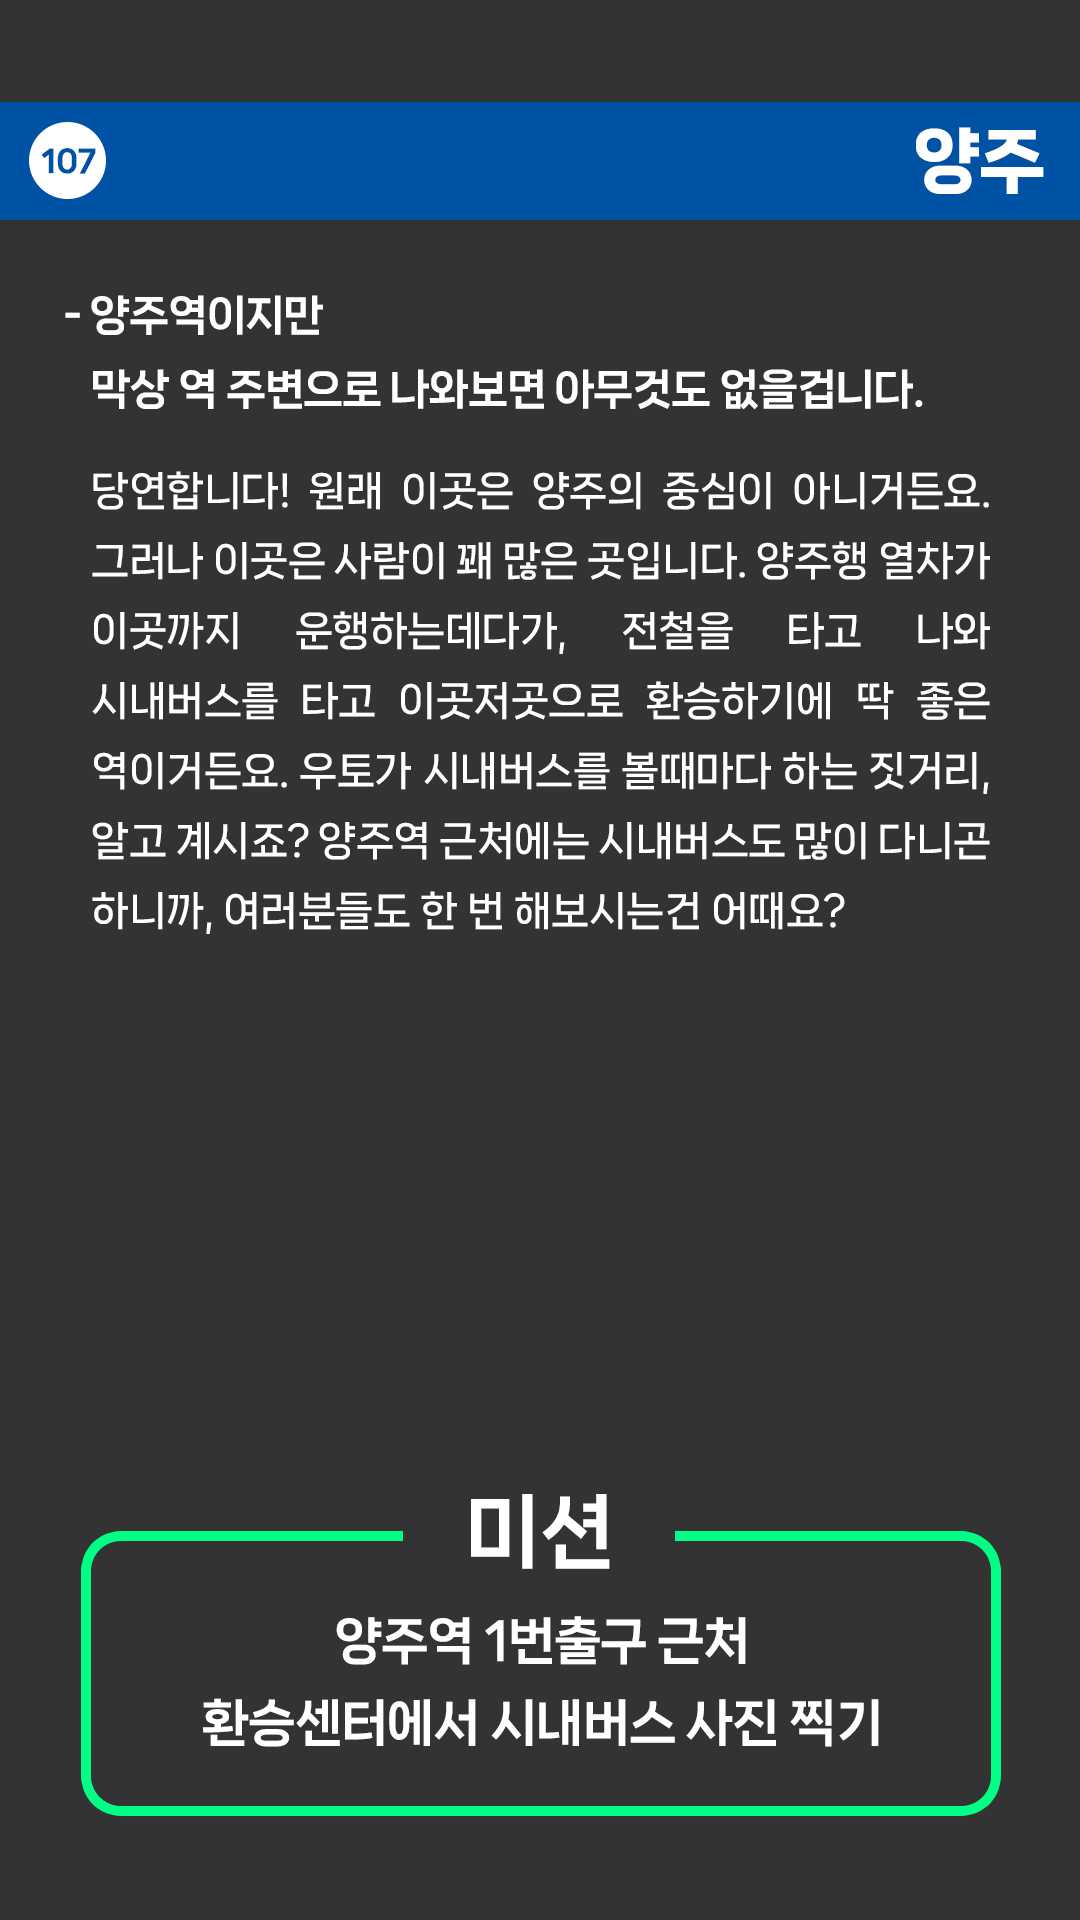 107
양주
- 양주역이지만
막상 역 주변으로 나와보면 아무것도 없을겁니다.
당연합니다! 원래 이곳은 양주의 중심이 아니거든요.
그러나 이곳은 사람이 꽤 많은 곳입니다. 양주행 열차가
이곳까지 운행하는데다가, 전철을 타고 나와
시내버스를 타고 이곳저곳으로 환승하기에 딱 좋은
역이거든요. 우토가 시내버스를 볼때마다 하는 짓거리,
알고 계시죠? 양주역 근처에는 시내버스도 많이 다니곤
하니까, 여러분들도 한 번 해보시는건 어때요?
미션
양주역 1번출구 근처
환승센터에서 시내버스 사진 찍기